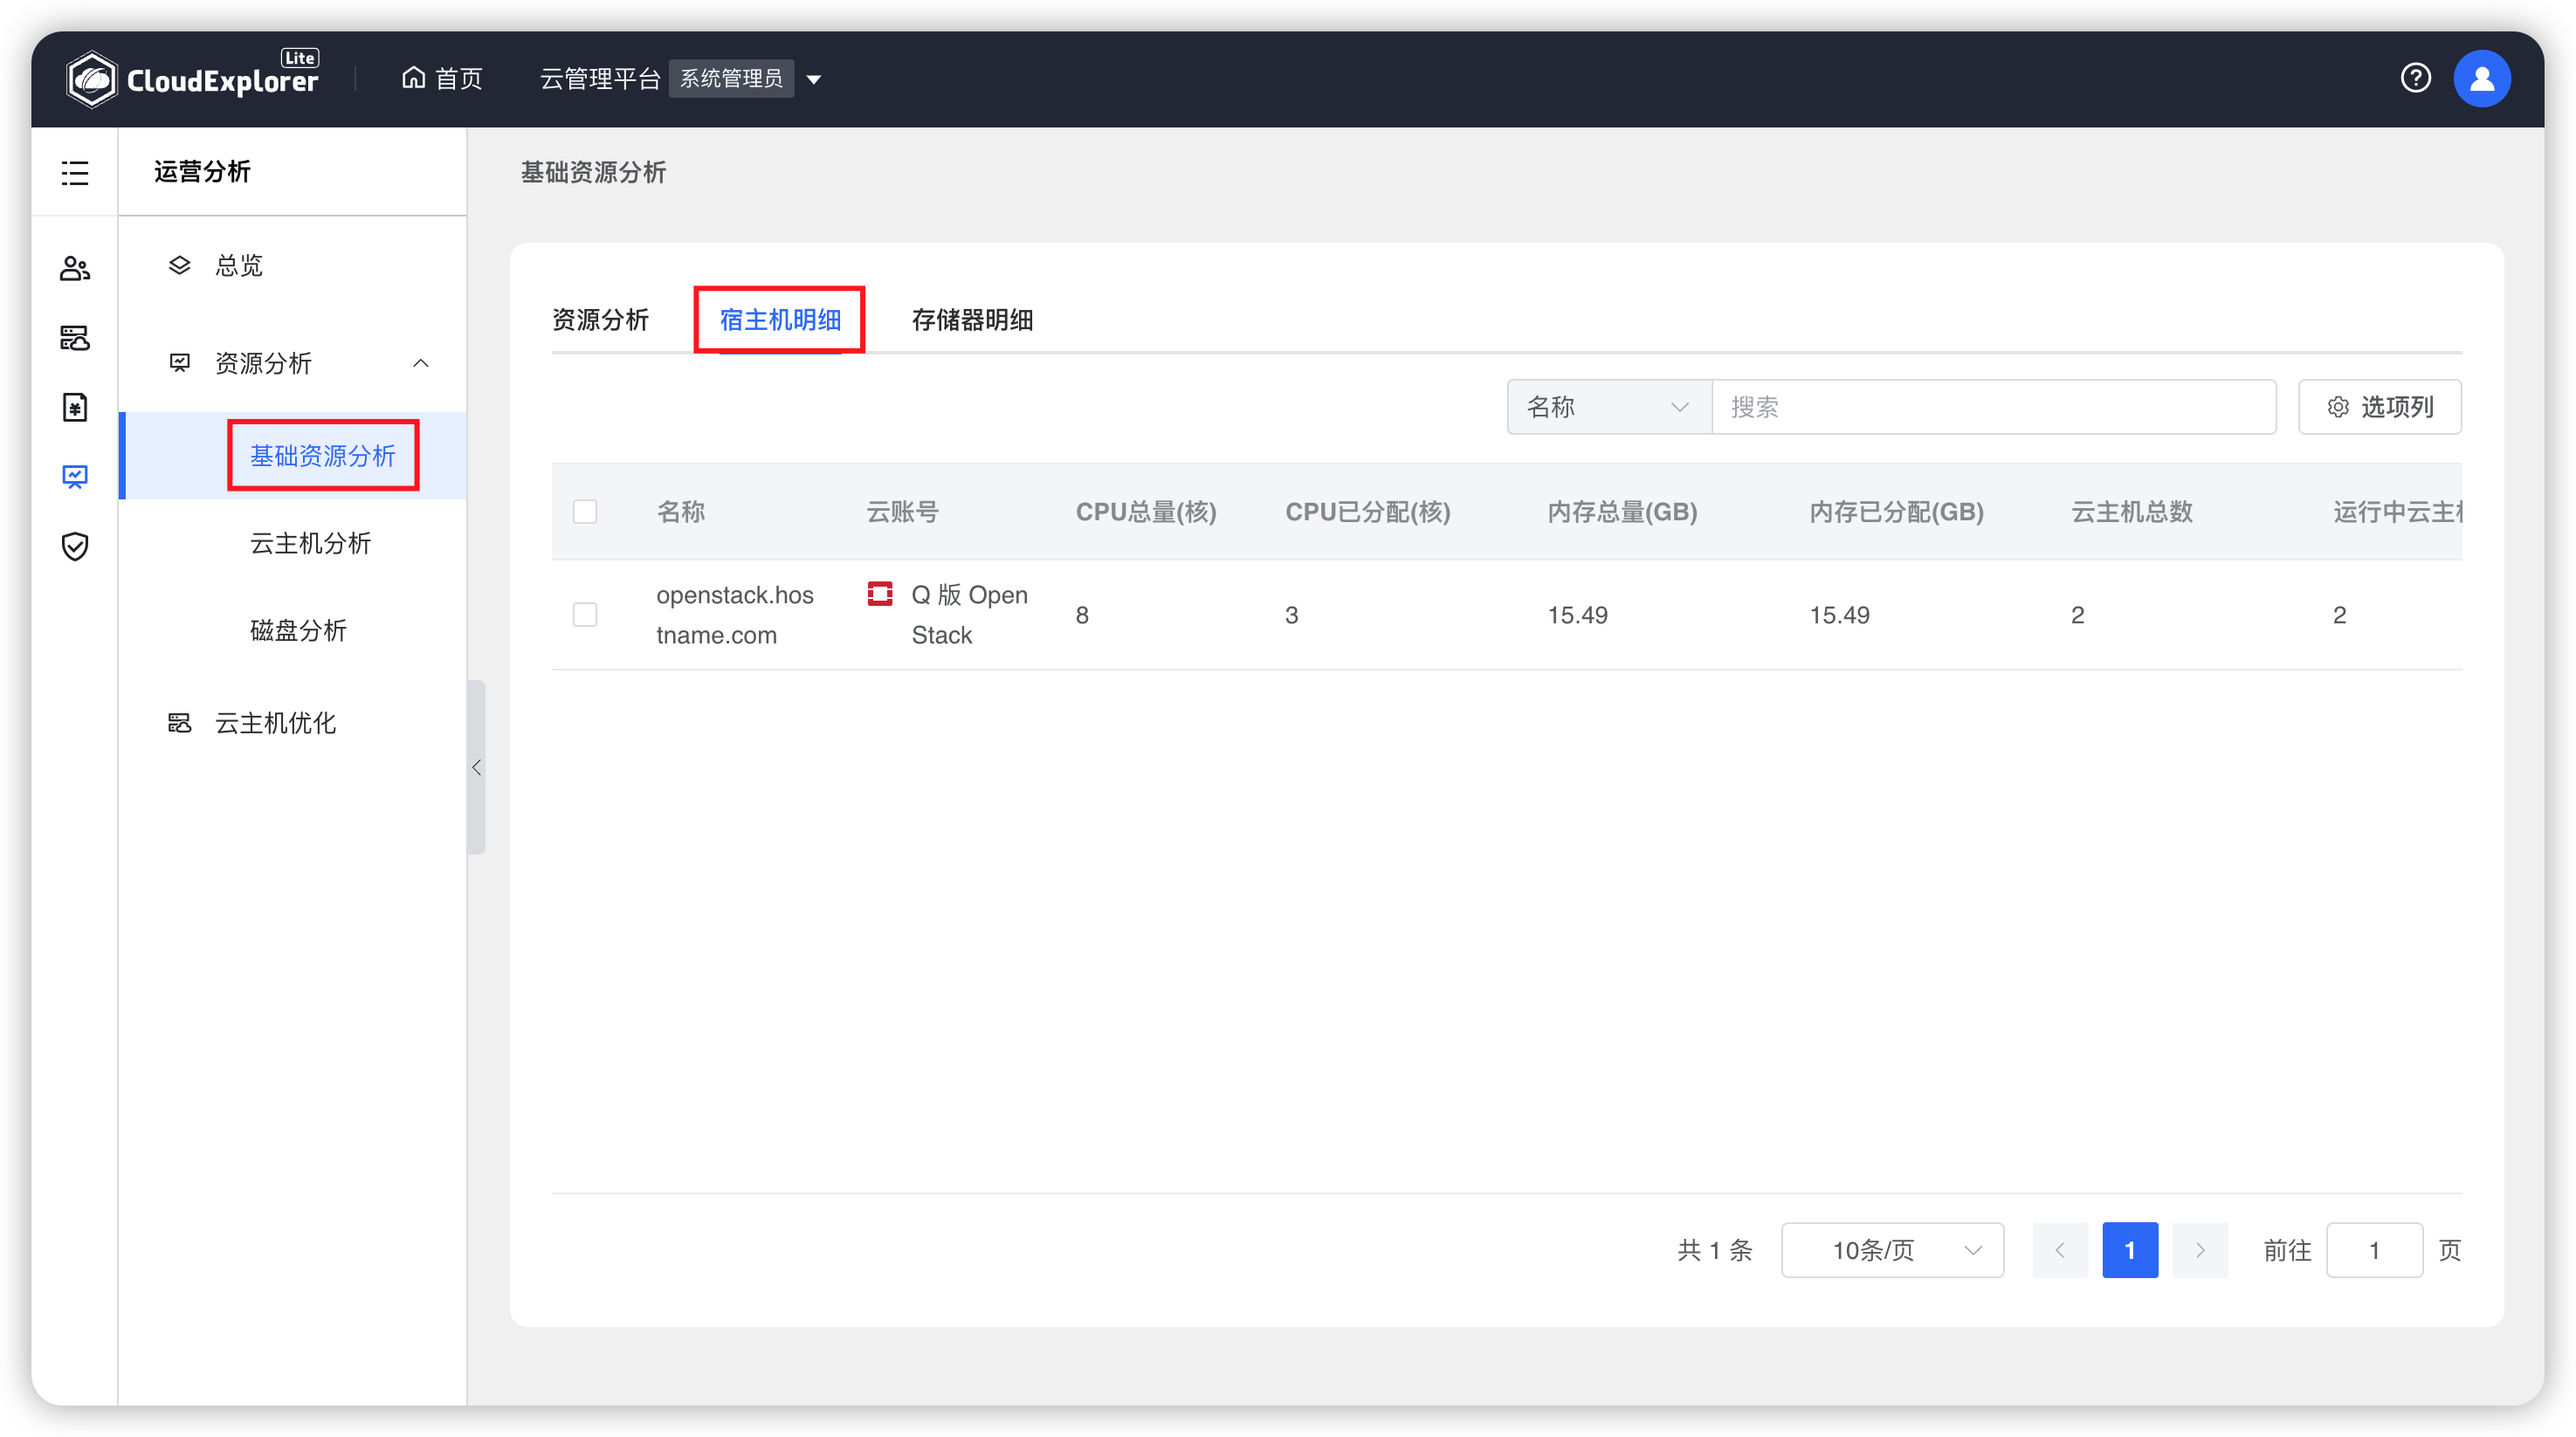 CloudExplorer Lite
首页
云管理平台 系统管理员
运营分析
总览
资源分析
基础资源分析
云主机分析
磁盘分析
云主机优化
基础资源分析
资源分析 宿主机明细 存储器明细
名称 搜索 选项列
名称 云账号 CPU总量(核) CPU已分配(核) 内存总量(GB) 内存已分配(GB) 云主机总数 运行中云主
openstack.hos
tname.com
Q 版 Open
Stack
8 3 15.49 15.49 2 2
共 1 条 10条/页 1 前往 1 页